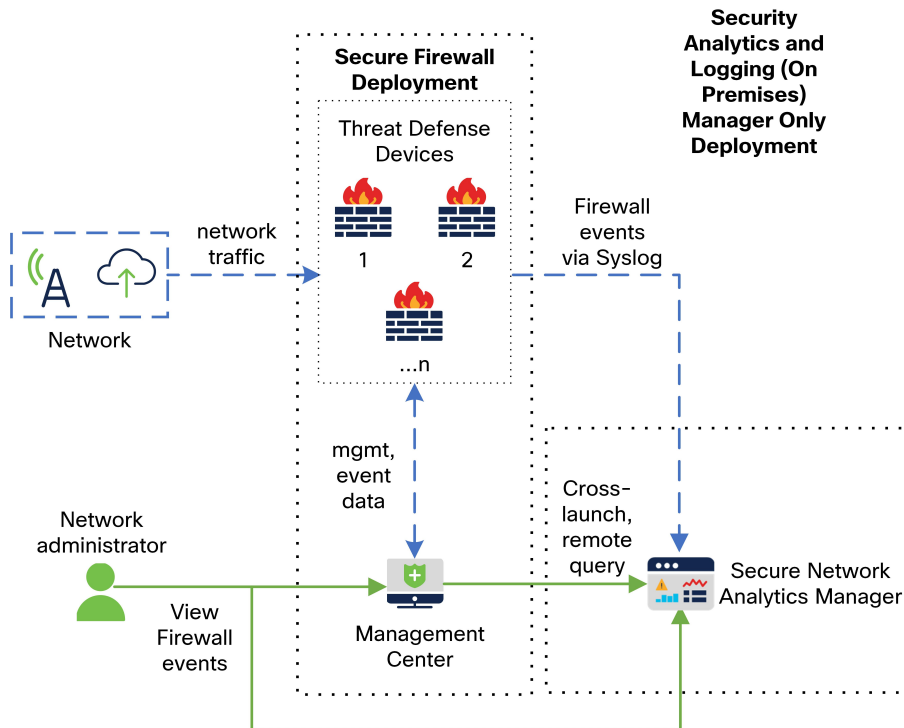 Security
Analytics and
Logging (On
Premises)
Manager Only
Deployment
Secure Firewall
Deployment
Threat Defense
Devices
1
2
...n
network
traffic
Network
Firewall
events
via Syslog
mgmt,
event
data
Cross-
launch,
remote
query
Network
administrator
View
Firewall
events
Management
Center
Secure Network
Analytics Manager